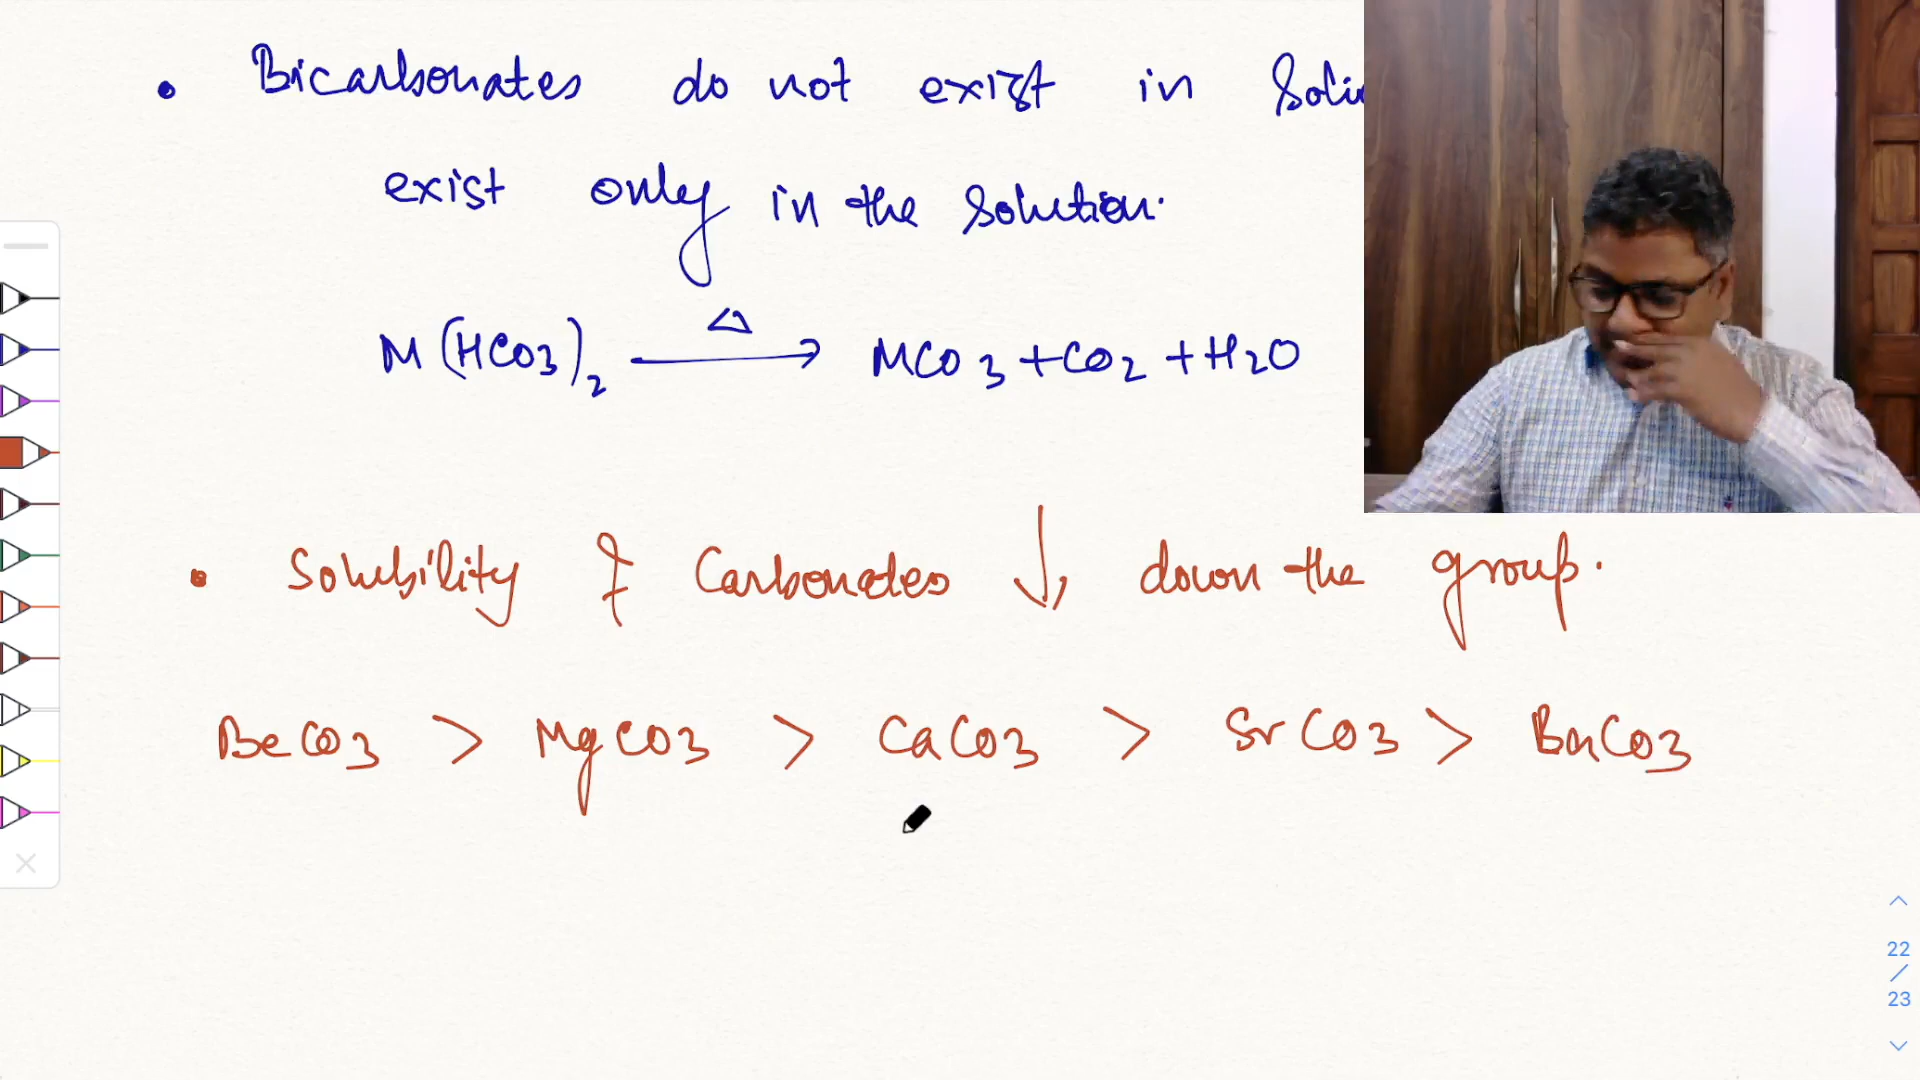 • Bicarbonates do not exist in Soli
exist only in the solution.
M(HCO3)2 —Δ→ MCO3 + CO2 + H2O
• Solubility of Carbonates ↓, down the group.
BeCO3 > MgCO3 > CaCO3 > SrCO3 > BaCO3
22
/
23